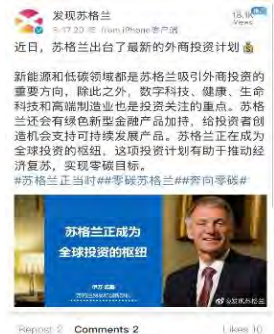 发现苏格兰
18.1K
Views
from iPhone客户端
近日，苏格兰出台了最新的外商投资计划
新能源和低碳领域都是苏格兰吸引外商投资的
重要方向，除此之外，数字科技、健康、生命
科技和高端制造业也是投资关注的重点。苏格
兰还会有绿色新型金融产品加持，给投资者创
造机会支持可持续发展产品。苏格兰正在成为
全球投资的枢纽，这项投资计划有助于推动经
济复苏，实现零碳目标。
#苏格兰正当时##零碳苏格兰##奔向零碳#
苏格兰正成为
全球投资的枢纽
@发现苏格兰
Repost 2 Comments 2 Likes 10